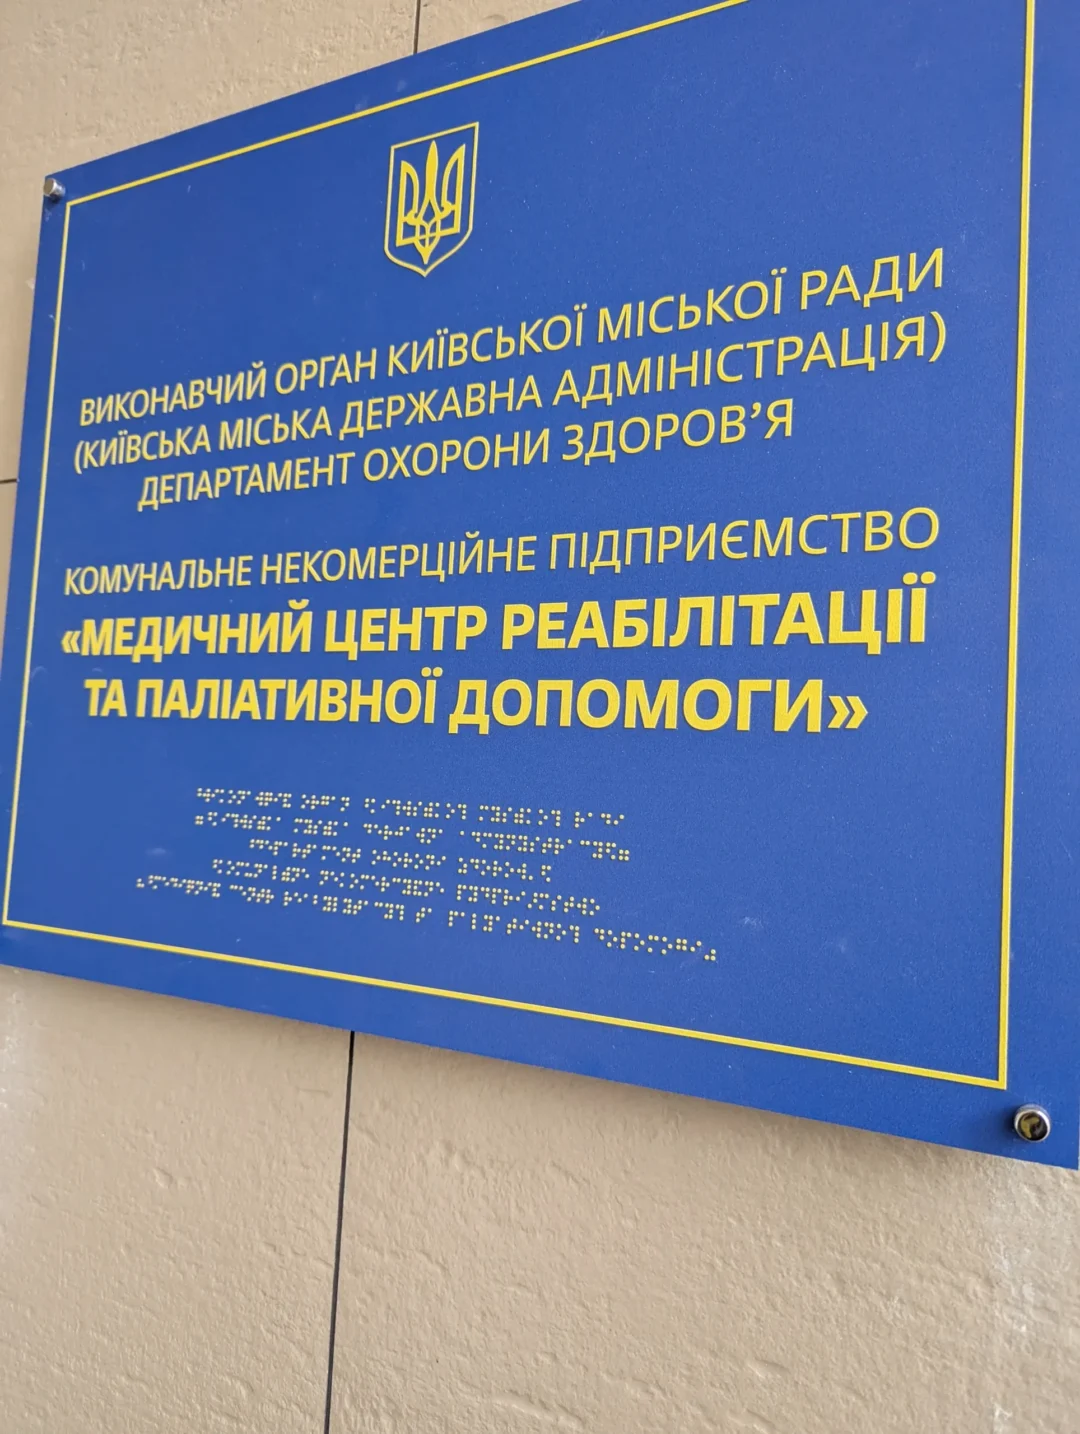 ВИКОНАВЧИЙ ОРГАН КИЇВСЬКОЇ МІСЬКОЇ РАДИ
(КИЇВСЬКА МІСЬКА ДЕРЖАВНА АДМІНІСТРАЦІЯ)
ДЕПАРТАМЕНТ ОХОРОНИ ЗДОРОВ’Я
КОМУНАЛЬНЕ НЕКОМЕРЦІЙНЕ ПІДПРИЄМСТВО
«МЕДИЧНИЙ ЦЕНТР РЕАБІЛІТАЦІЇ
ТА ПАЛІАТИВНОЇ ДОПОМОГИ»